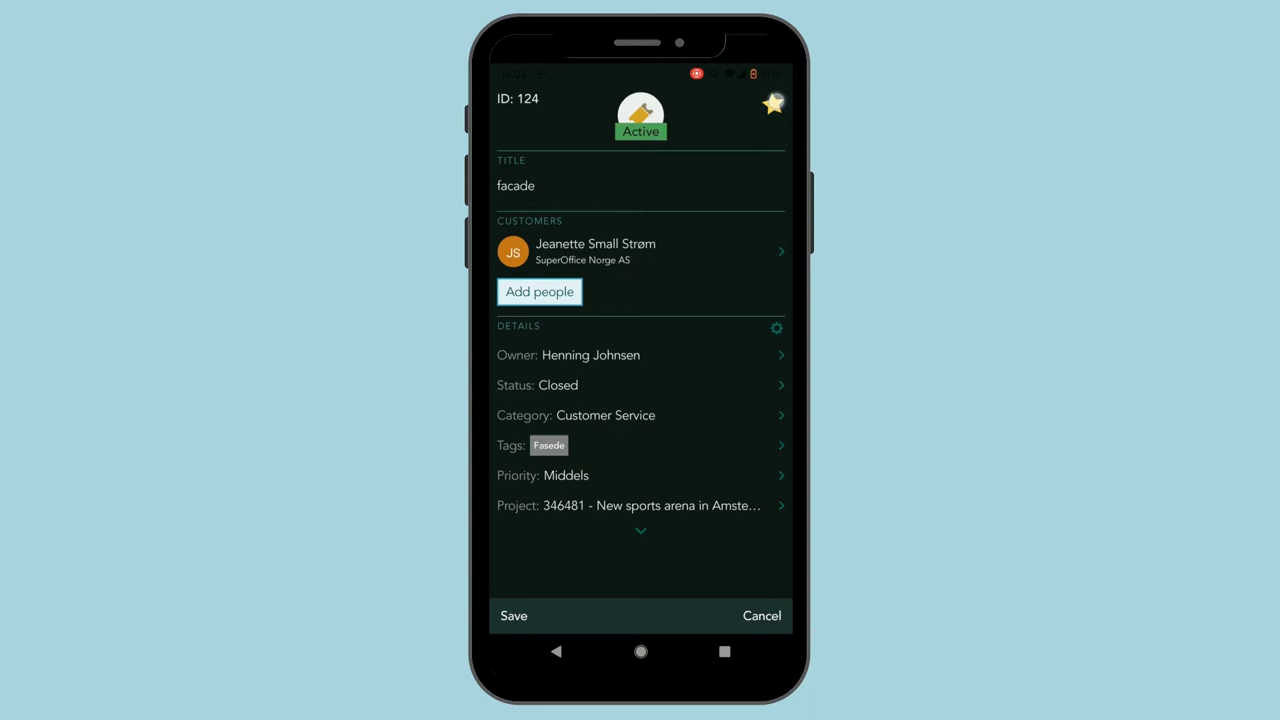 ID: 124
Active
TITLE
facade
CUSTOMERS
JS
Jeanette Small Strøm
SuperOffice Norge AS
Add people
DETAILS
Owner: Henning Johnsen
Status: Closed
Category: Customer Service
Tags: Fasede
Priority: Middels
Project: 346481 - New sports arena in Amste...
Save
Cancel